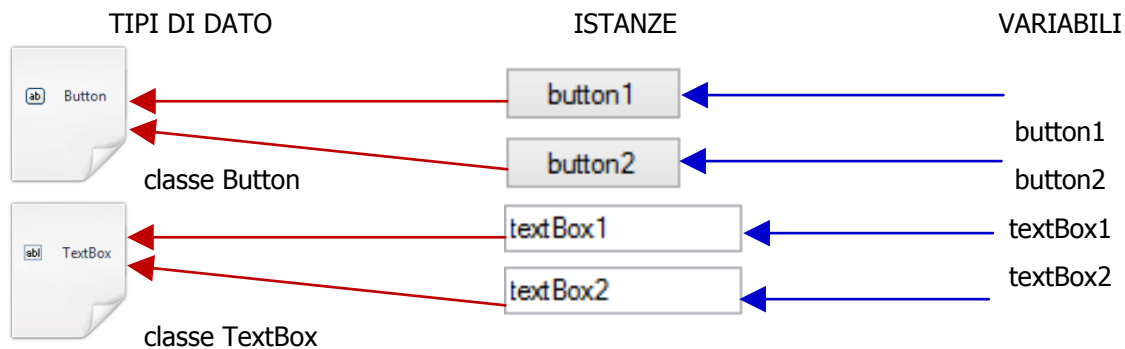 TIPI DI DATO ISTANZE VARIABILI
ab Button button1
button1
button2 button2
classe Button
textBox1 textBox1
abl TextBox
textBox2 textBox2
classe TextBox